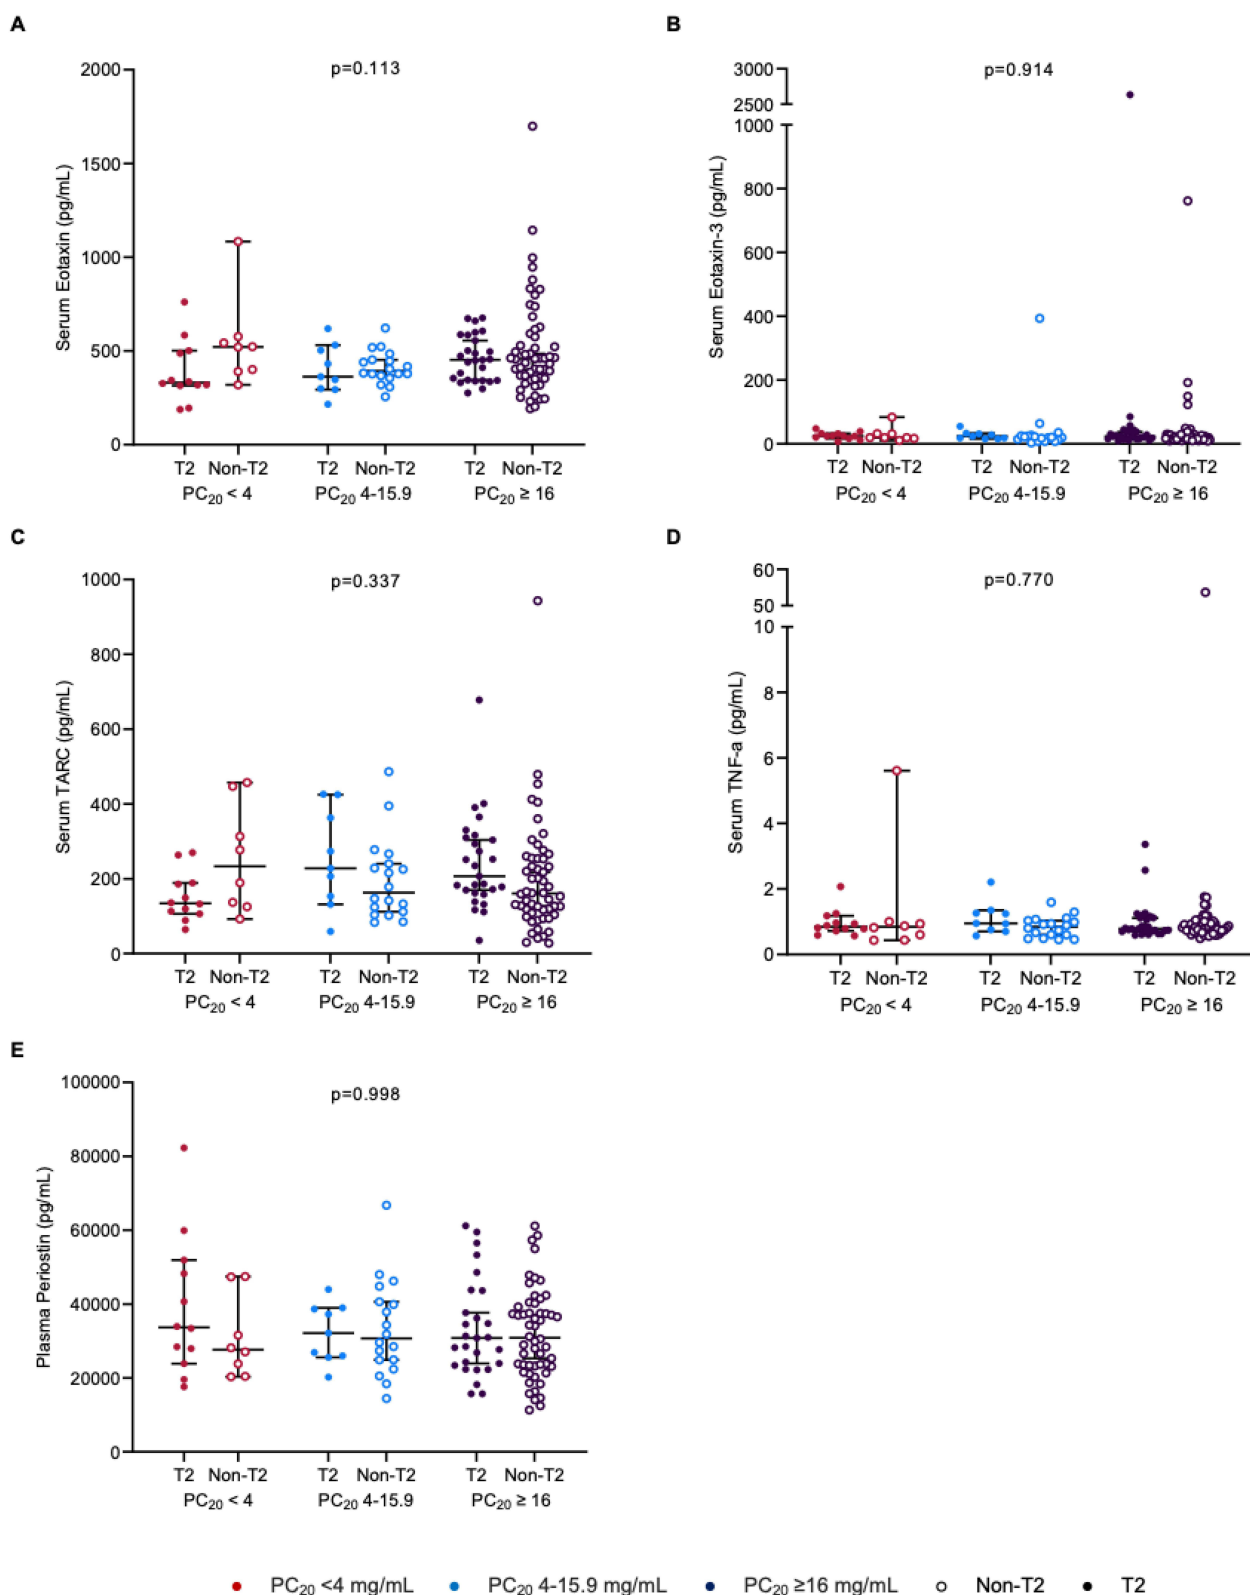 A
p=0.113
Serum Eotaxin (pg/mL)
2000
1500
1000
500
0
T2 Non-T2 T2 Non-T2 T2 Non-T2
PC20 < 4 PC20 4-15.9 PC20 ≥ 16
B
p=0.914
Serum Eotaxin-3 (pg/mL)
3000
2500
1000
800
600
400
200
0
T2 Non-T2 T2 Non-T2 T2 Non-T2
PC20 < 4 PC20 4-15.9 PC20 ≥ 16
C
p=0.337
Serum TARC (pg/mL)
1000
800
600
400
200
0
T2 Non-T2 T2 Non-T2 T2 Non-T2
PC20 < 4 PC20 4-15.9 PC20 ≥ 16
D
p=0.770
Serum TNF-a (pg/mL)
60
50
10
8
6
4
2
0
T2 Non-T2 T2 Non-T2 T2 Non-T2
PC20 < 4 PC20 4-15.9 PC20 ≥ 16
E
p=0.998
Plasma Periostin (pg/mL)
100000
80000
60000
40000
20000
0
T2 Non-T2 T2 Non-T2 T2 Non-T2
PC20 < 4 PC20 4-15.9 PC20 ≥ 16
PC20 <4 mg/mL PC20 4-15.9 mg/mL PC20 ≥16 mg/mL Non-T2 T2